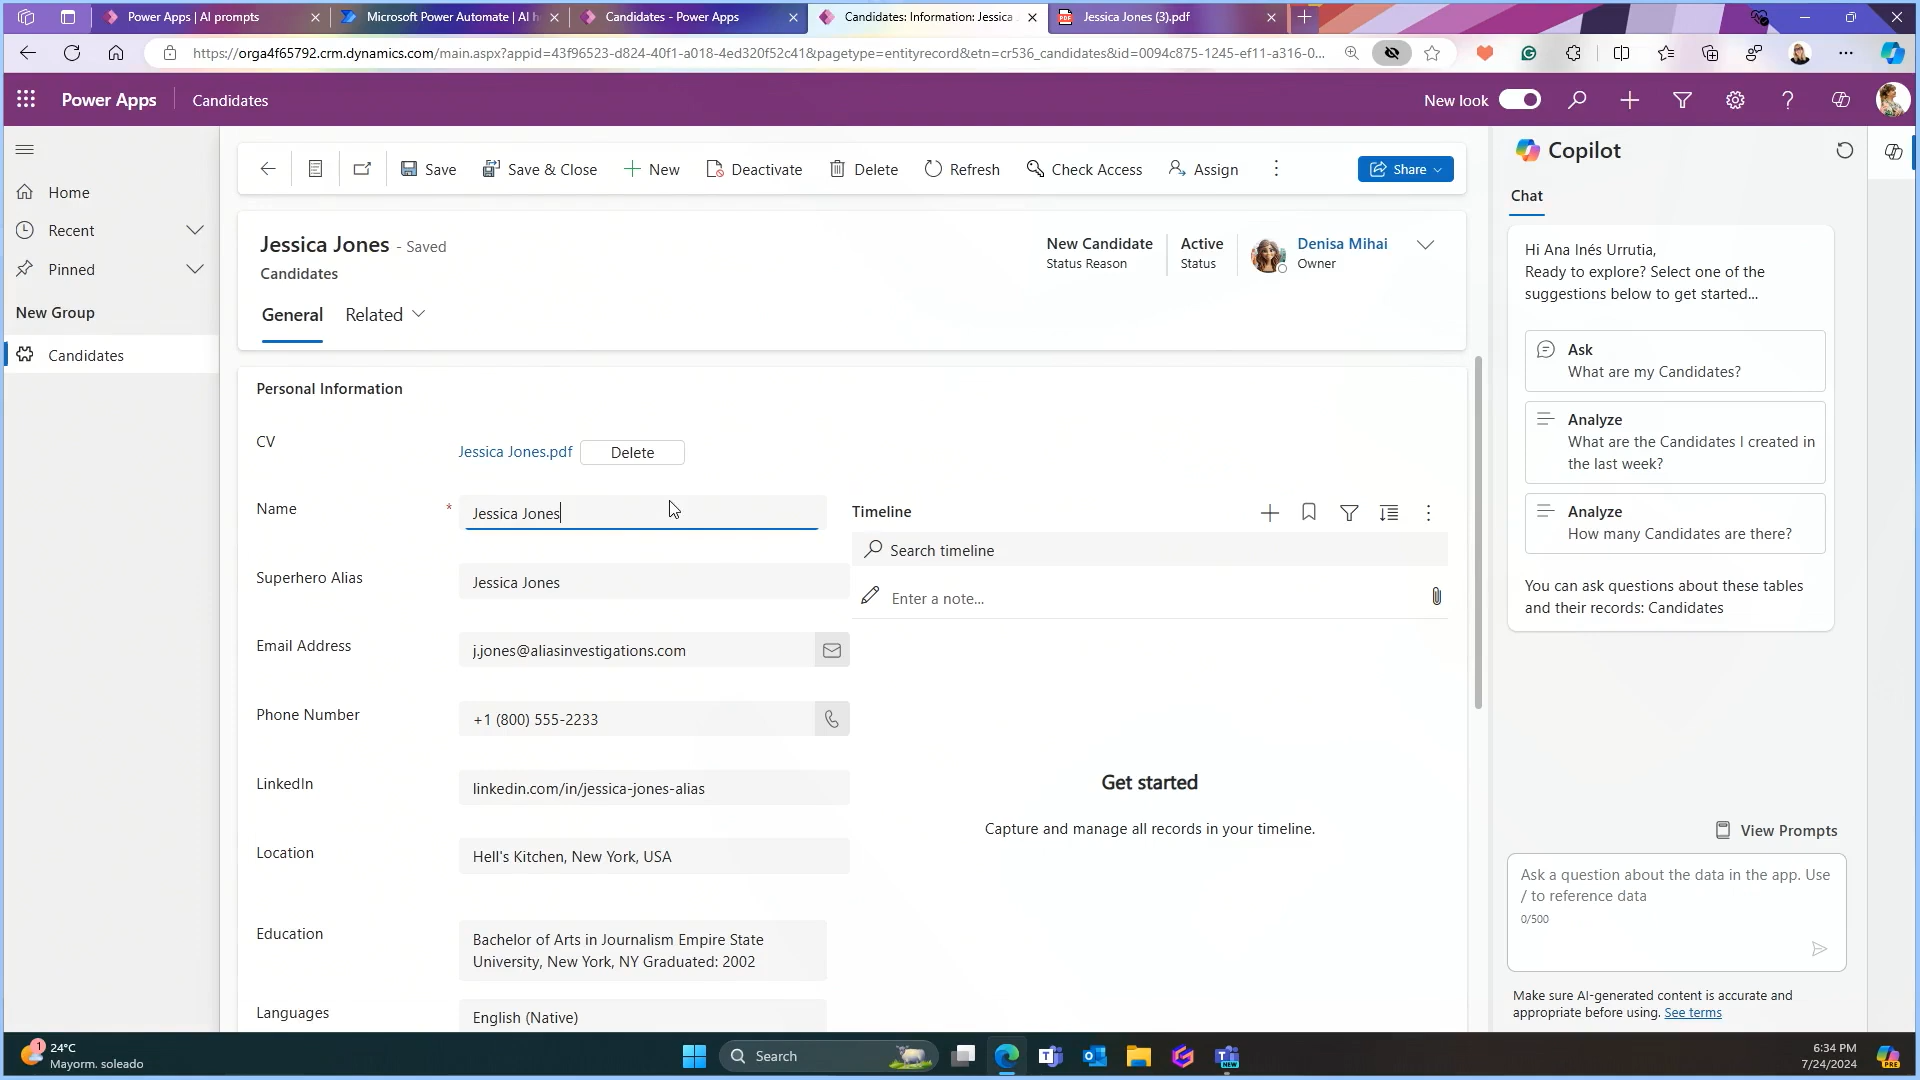 Power Apps | AI prompts
Microsoft Power Automate | AI h
Candidates - Power Apps
Candidates: Information: Jessica
Jessica Jones (3).pdf
https://orga4f65792.crm.dynamics.com/main.aspx?appid=43f96523-d824-40f1-a018-4ed320f52c41&pagetype=entityrecord&etn=cr536_candidates&id=0094c875-1245-ef11-a316-0...
Power Apps
Candidates
New look
Home
Recent
Pinned
New Group
Candidates
Save
Save & Close
New
Deactivate
Delete
Refresh
Check Access
Assign
Share
Jessica Jones - Saved
Candidates
New Candidate
Status Reason
Active
Status
Denisa Mihai
Owner
General
Related
Personal Information
CV
Jessica Jones.pdf
Delete
Name
*
Jessica Jones
Superhero Alias
Jessica Jones
Email Address
j.jones@aliasinvestigations.com
Phone Number
+1 (800) 555-2233
LinkedIn
linkedin.com/in/jessica-jones-alias
Location
Hell's Kitchen, New York, USA
Education
Bachelor of Arts in Journalism Empire State
University, New York, NY Graduated: 2002
Languages
English (Native)
Timeline
Search timeline
Enter a note...
Get started
Capture and manage all records in your timeline.
Copilot
Chat
Hi Ana Inés Urrutia,
Ready to explore? Select one of the
suggestions below to get started...
Ask
What are my Candidates?
Analyze
What are the Candidates I created in
the last week?
Analyze
How many Candidates are there?
You can ask questions about these tables
and their records: Candidates
View Prompts
Ask a question about the data in the app. Use
/ to reference data
0/500
Make sure AI-generated content is accurate and
appropriate before using. See terms
1
24°C
Mayorm. soleado
Search
NEW
6:34 PM
7/24/2024
PRE